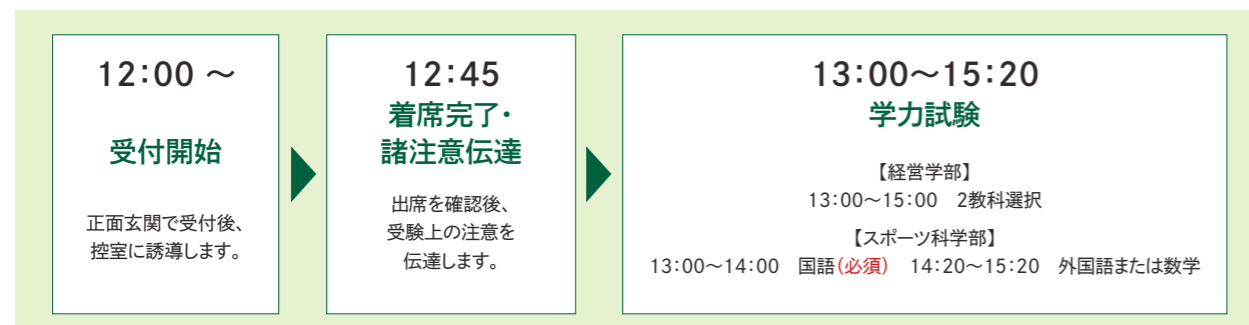 12:00 ～
受付開始
正面玄関で受付後、
控室に誘導します。
12:45
着席完了・
諸注意伝達
出席を確認後、
受験上の注意を
伝達します。
13:00～15:20
学力試験
【経営学部】
13:00～15:00　2教科選択
【スポーツ科学部】
13:00～14:00　国語(必須)　14:20～15:20　外国語または数学